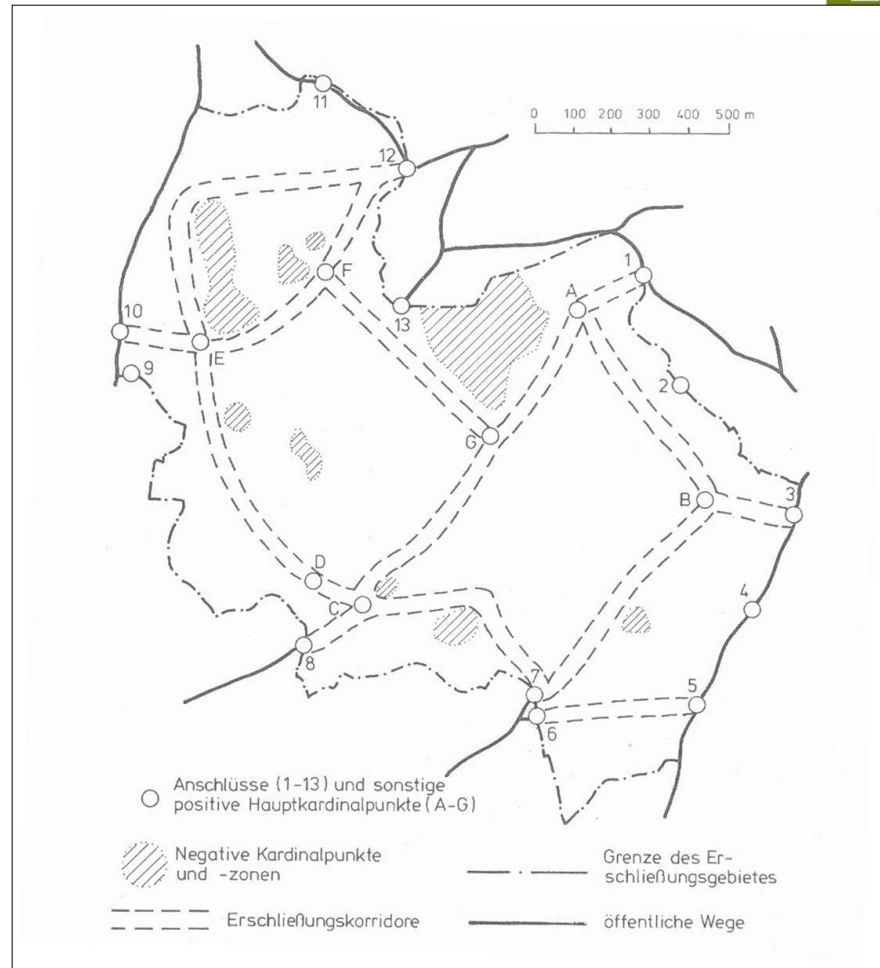 11
0 100 200 300 400 500 m
12
F
1
A
13
10
E
9
2
G
B
3
D
C
4
8
7
5
6
Anschlüsse (1-13) und sonstige
positive Hauptkardinalpunkte (A-G)
Negative Kardinalpunkte
und -zonen
Grenze des Er-
schließungsgebietes
Erschließungskorridore
öffentliche Wege